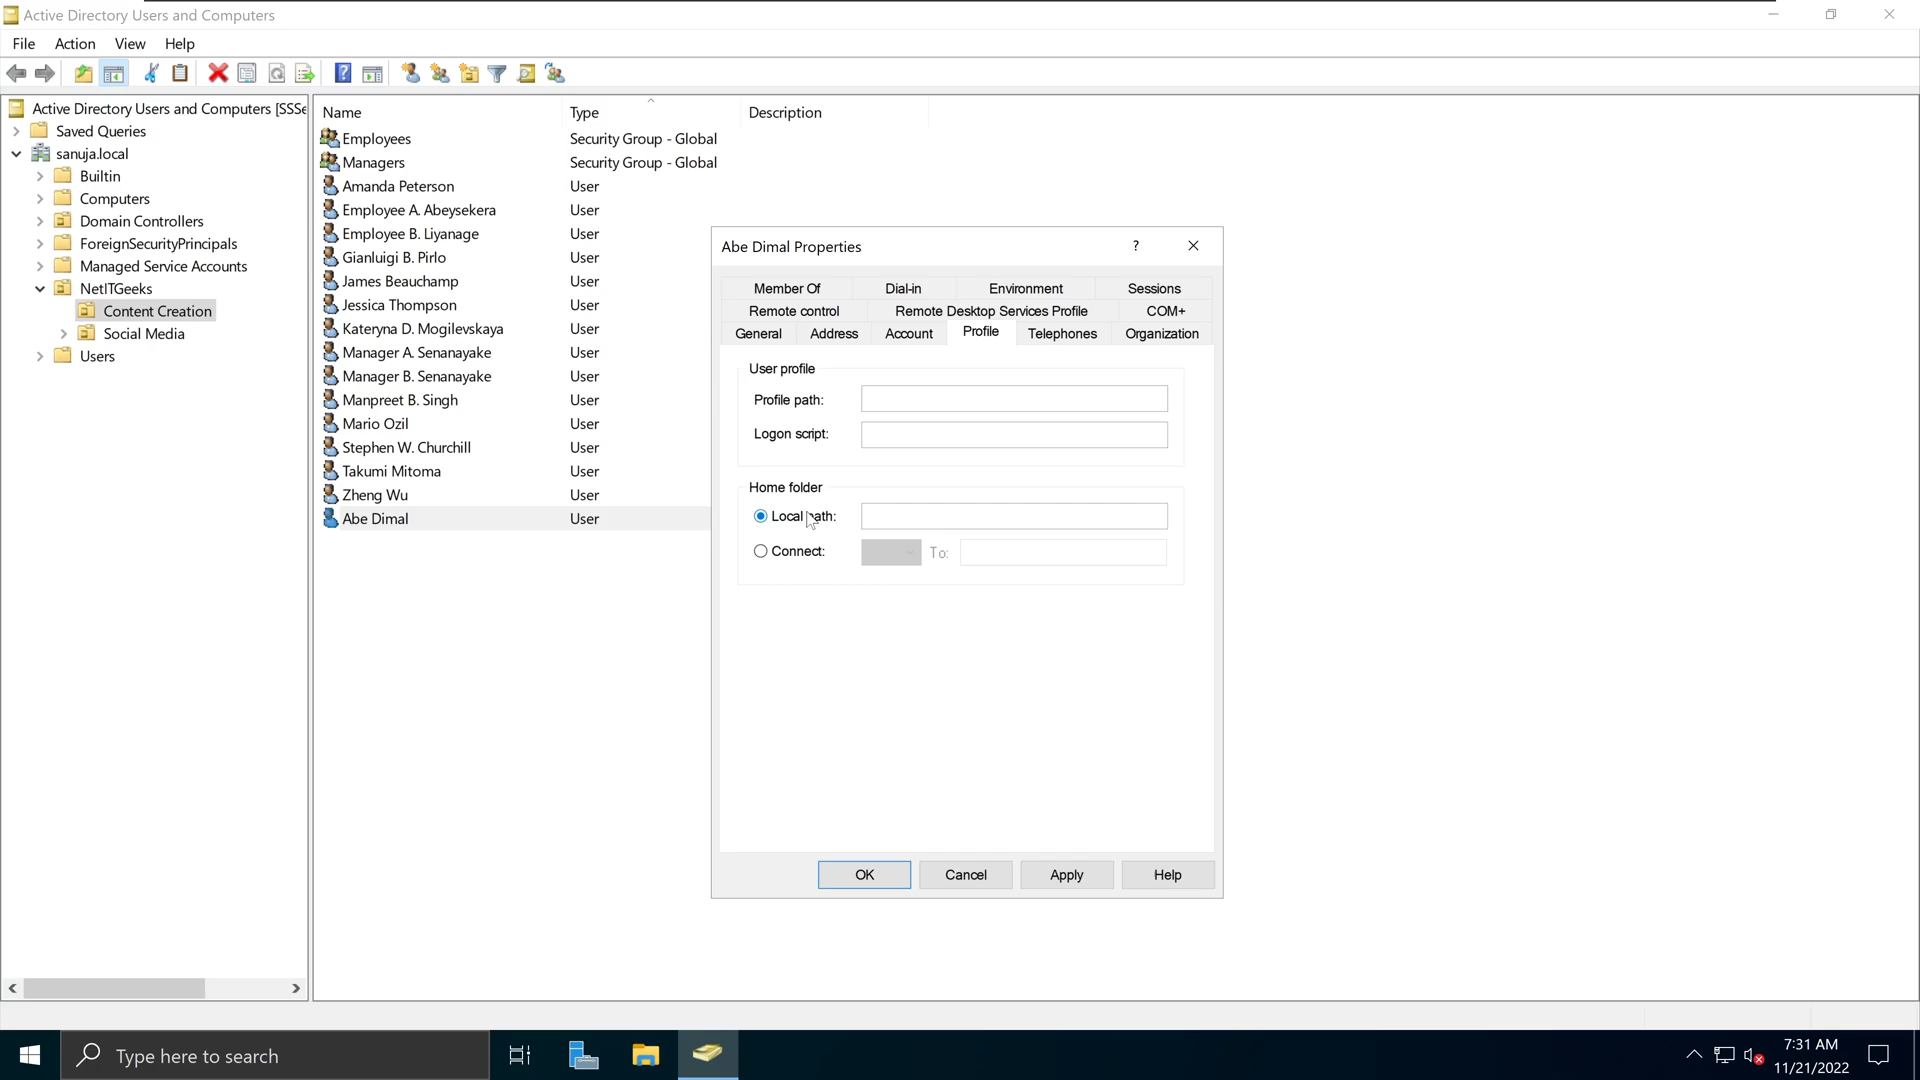 Active Directory Users and Computers
File Action View Help
Active Directory Users and Computers [SSSe
Saved Queries
sanuja.local
Builtin
Computers
Domain Controllers
ForeignSecurityPrincipals
Managed Service Accounts
NetITGeeks
Content Creation
Social Media
Users
Name Type Description
Employees Security Group - Global
Managers Security Group - Global
Amanda Peterson User
Employee A. Abeysekera User
Employee B. Liyanage User
Gianluigi B. Pirlo User
James Beauchamp User
Jessica Thompson User
Kateryna D. Mogilevskaya User
Manager A. Senanayake User
Manager B. Senanayake User
Manpreet B. Singh User
Mario Ozil User
Stephen W. Churchill User
Takumi Mitoma User
Zheng Wu User
Abe Dimal User
Abe Dimal Properties ?
Member Of Dial-in Environment Sessions
Remote control Remote Desktop Services Profile COM+
General Address Account Profile Telephones Organization
User profile
Profile path:
Logon script:
Home folder
Local path:
Connect: To:
OK Cancel Apply Help
Type here to search
7:31 AM
11/21/2022